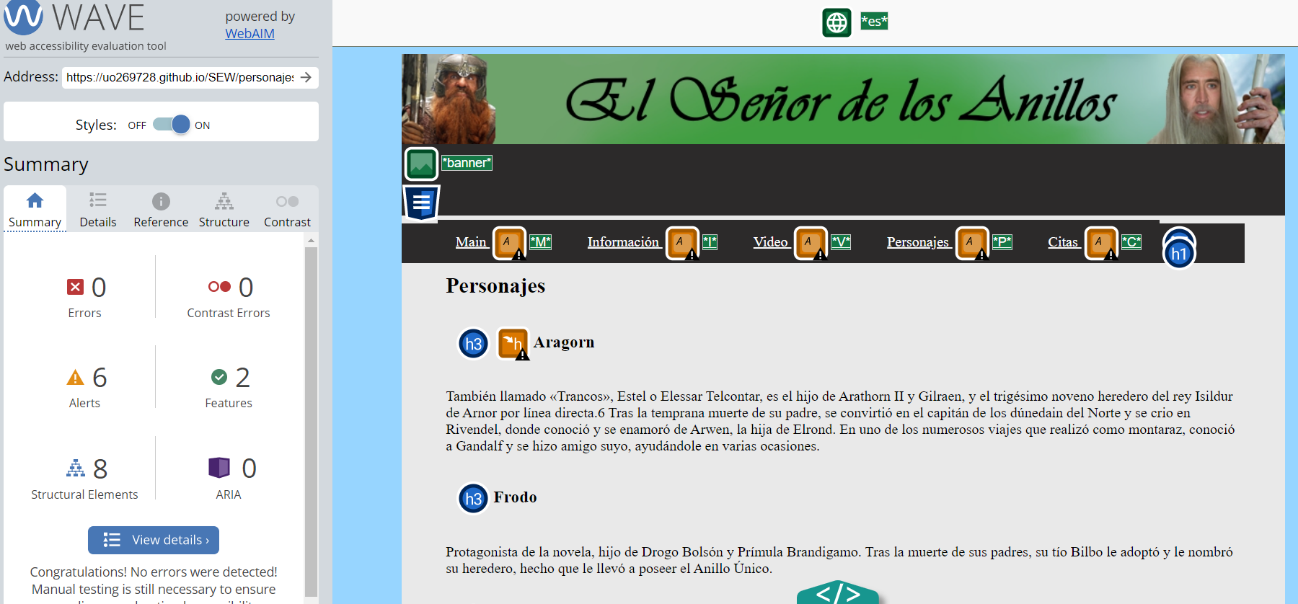 WAVE
powered by
WebAIM
web accessibility evaluation tool
Address: https://uo269728.github.io/SEW/personajes
Styles: OFF ON
Summary
Summary Details Reference Structure Contrast
0 0
Errors Contrast Errors
6 2
Alerts Features
8 0
Structural Elements ARIA
View details ›
Congratulations! No errors were detected!
Manual testing is still necessary to ensure
*es*
El Señor de los Anillos
*banner*
Main A *M* Información A *I* Video A *V* Personajes A *P* Citas A *C* h1
Personajes
h3 h Aragorn
También llamado «Trancos», Estel o Elessar Telcontar, es el hijo de Arathorn II y Gilraen, y el trigésimo noveno heredero del rey Isildur
de Arnor por línea directa.6 Tras la temprana muerte de su padre, se convirtió en el capitán de los dúnedain del Norte y se crio en
Rivendel, donde conoció y se enamoró de Arwen, la hija de Elrond. En uno de los numerosos viajes que realizó como montaraz, conoció
a Gandalf y se hizo amigo suyo, ayudándole en varias ocasiones.
h3 Frodo
Protagonista de la novela, hijo de Drogo Bolsón y Prímula Brandigamo. Tras la muerte de sus padres, su tío Bilbo le adoptó y le nombró
su heredero, hecho que le llevó a poseer el Anillo Único.
</>